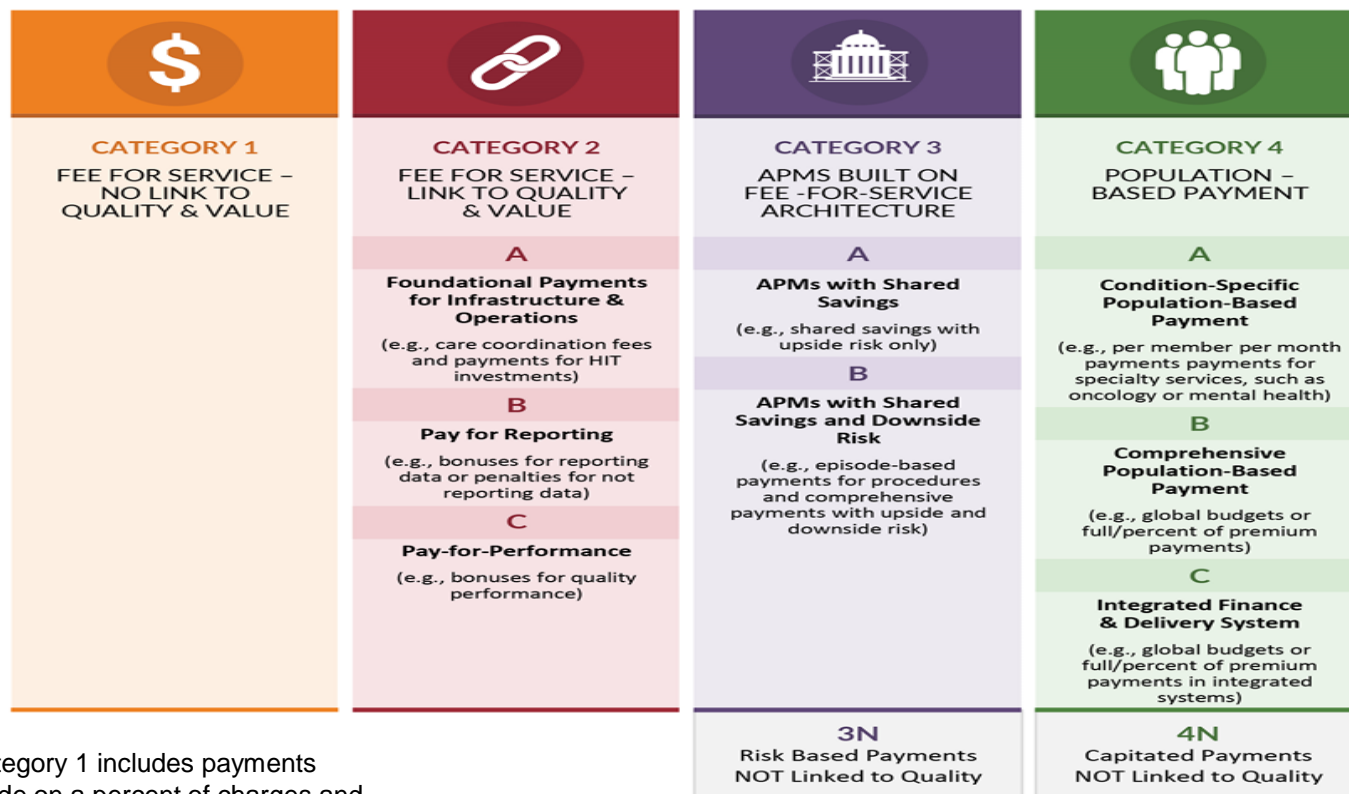 $
CATEGORY 1
FEE FOR SERVICE –
NO LINK TO
QUALITY & VALUE
CATEGORY 2
FEE FOR SERVICE –
LINK TO QUALITY
& VALUE
A
Foundational Payments
for Infrastructure &
Operations
(e.g., care coordination fees
and payments for HIT
investments)
B
Pay for Reporting
(e.g., bonuses for reporting
data or penalties for not
reporting data)
C
Pay-for-Performance
(e.g., bonuses for quality
performance)
CATEGORY 3
APMS BUILT ON
FEE -FOR-SERVICE
ARCHITECTURE
A
APMs with Shared
Savings
(e.g., shared savings with
upside risk only)
B
APMs with Shared
Savings and Downside
Risk
(e.g., episode-based
payments for procedures
and comprehensive
payments with upside and
downside risk)
3N
Risk Based Payments
NOT Linked to Quality
CATEGORY 4
POPULATION –
BASED PAYMENT
A
Condition-Specific
Population-Based
Payment
(e.g., per member per month
payments payments for
specialty services, such as
oncology or mental health)
B
Comprehensive
Population-Based
Payment
(e.g., global budgets or
full/percent of premium
payments)
C
Integrated Finance
& Delivery System
(e.g., global budgets or
full/percent of premium
payments in integrated
systems)
4N
Capitated Payments
NOT Linked to Quality
tegory 1 includes payments
de on a percent of charges and